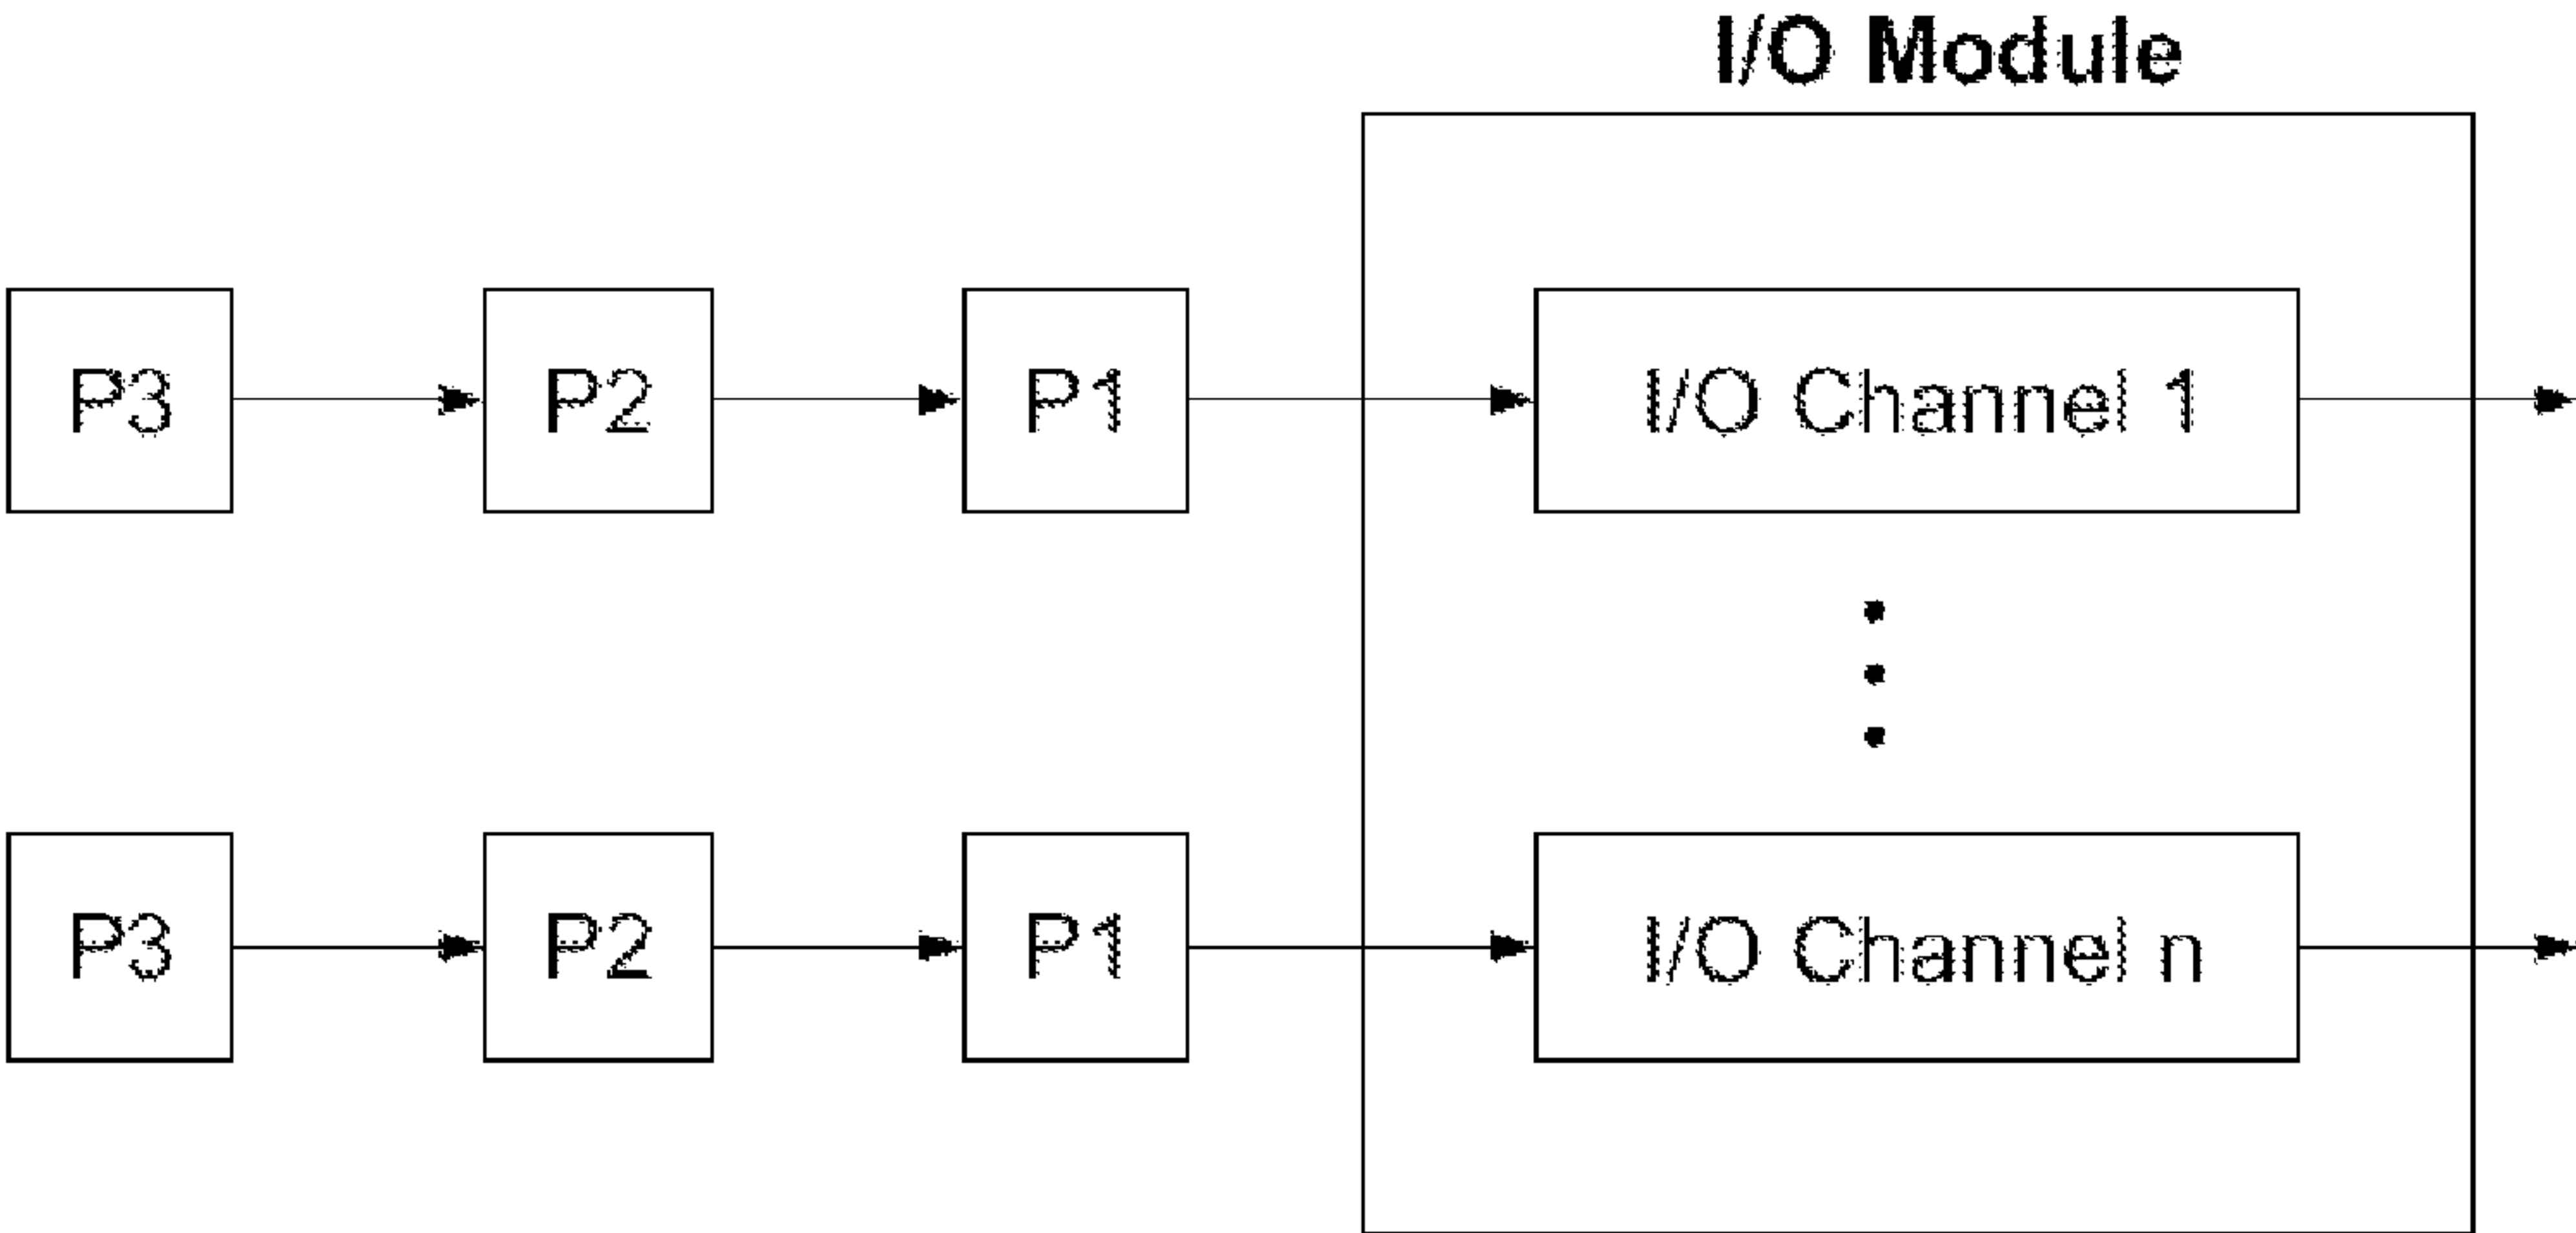 I/O Module
P3
P2
P1
I/O Channel 1
P3
P2
P1
I/O Channel n